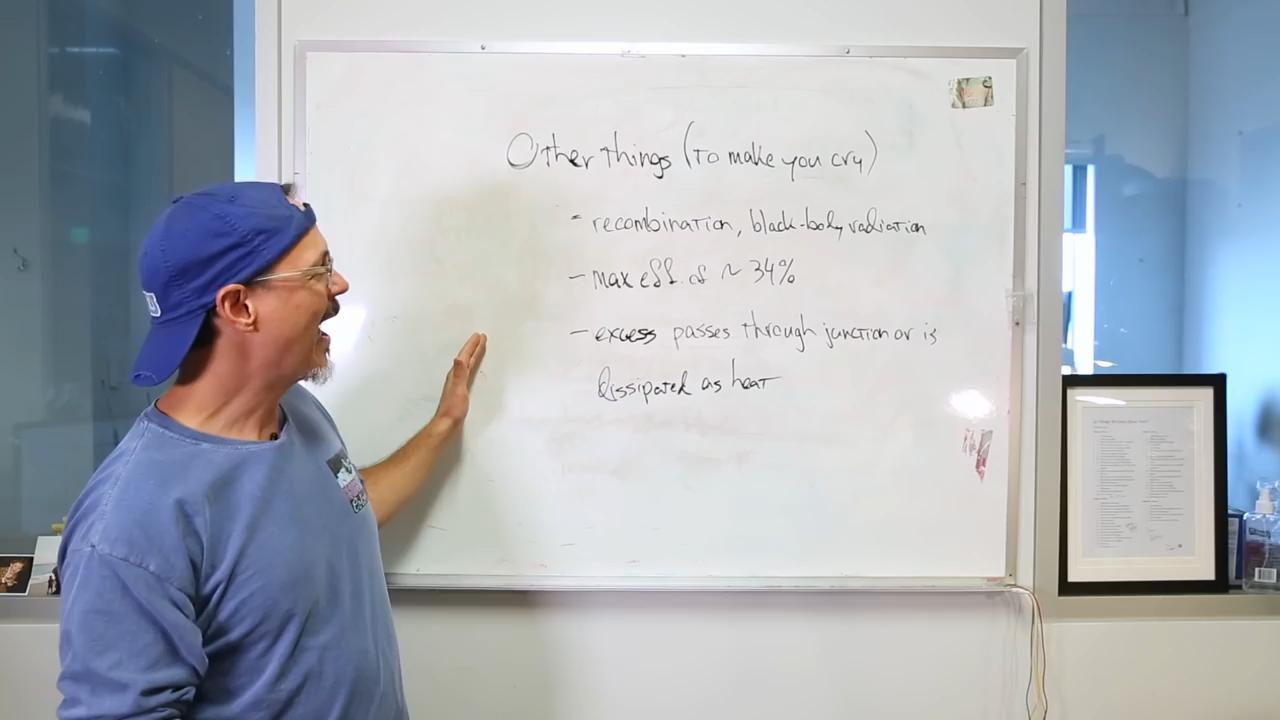 Other things (to make you cry)
- recombination, black-body radiation
- max eff. of ~ 34%
- excess passes through junction or is
dissipated as heat